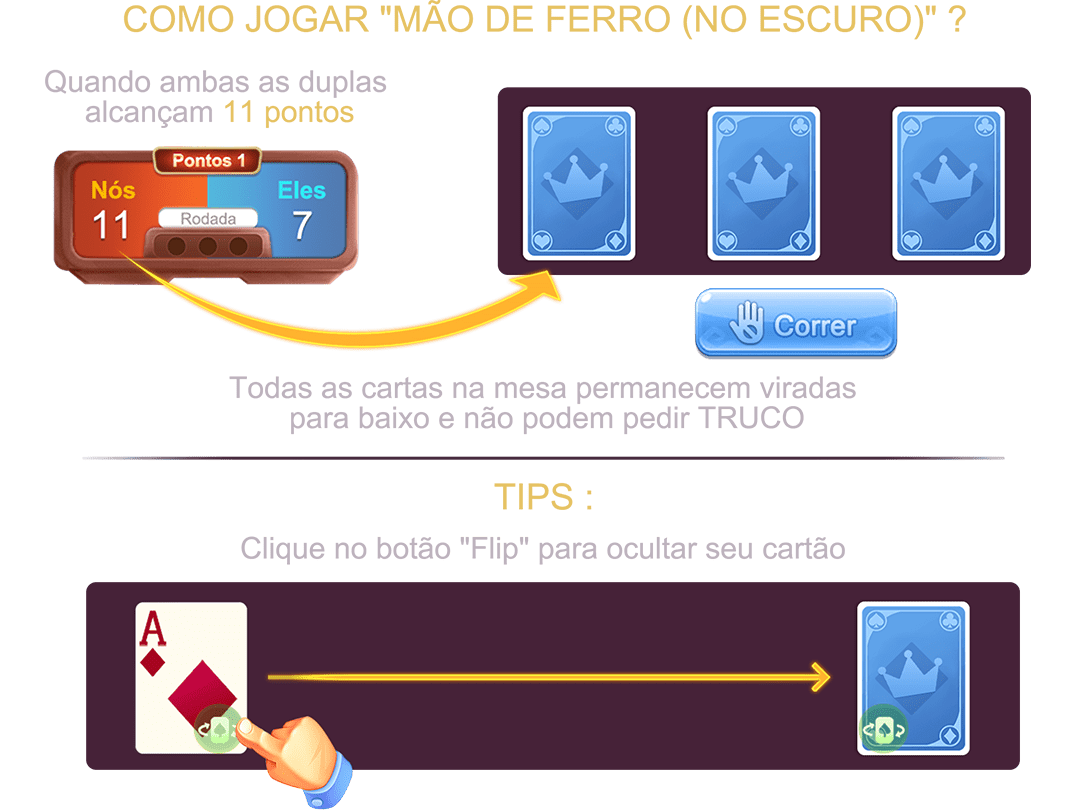 COMO JOGAR "MÃO DE FERRO (NO ESCURO)" ?
Quando ambas as duplas
alcançam 11 pontos
Pontos 1
Nós
Eles
11
Rodada
7
Correr
Todas as cartas na mesa permanecem viradas
para baixo e não podem pedir TRUCO
TIPS :
Clique no botão "Flip" para ocultar seu cartão
A